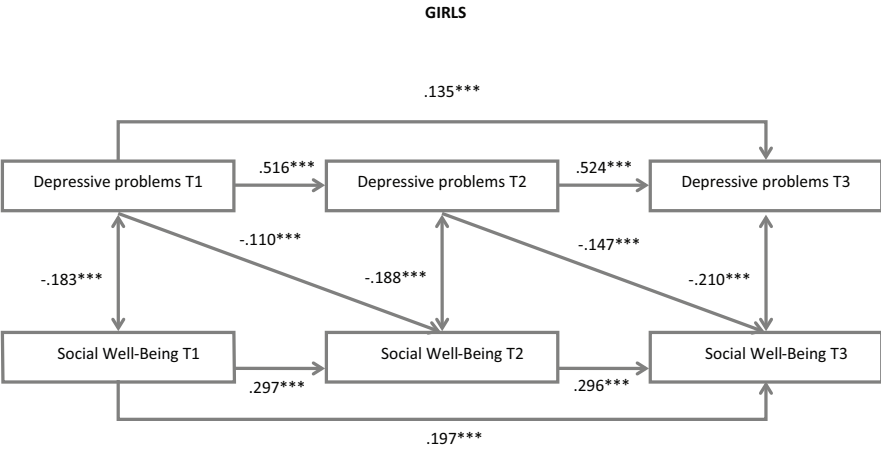 GIRLS
.135***
.516***
.524***
Depressive problems T1
Depressive problems T2
Depressive problems T3
-.110***
-.147***
-.183***
-.188***
-.210***
Social Well-Being T1
Social Well-Being T2
Social Well-Being T3
.297***
.296***
.197***